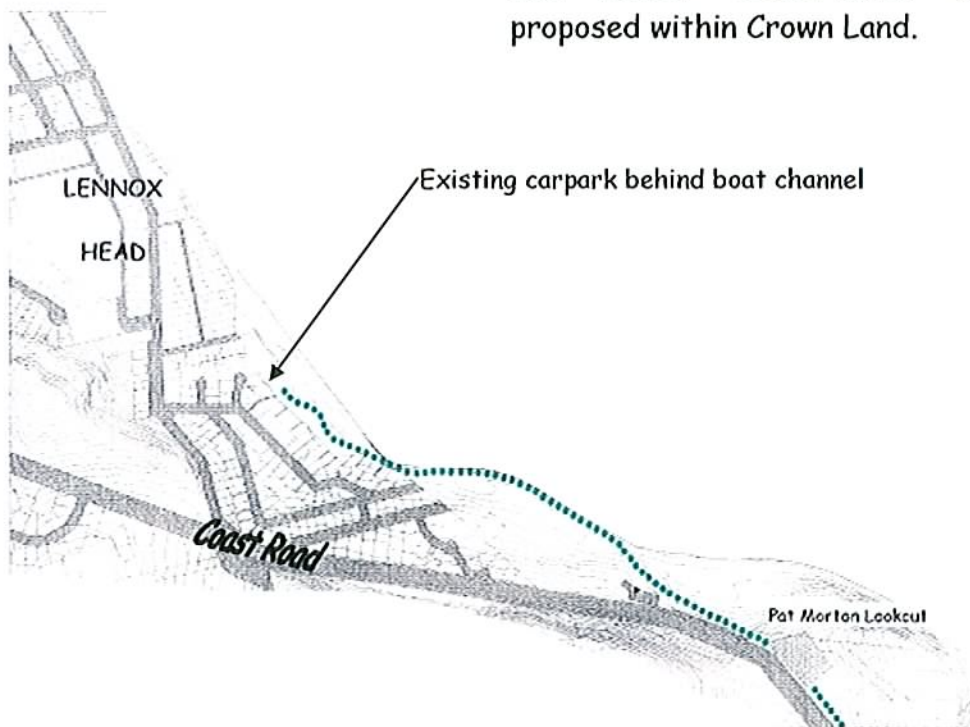 proposed within Crown Land.
Existing carpark behind boat channel
LENNOX
HEAD
Coast Road
Pat Morton Lookout